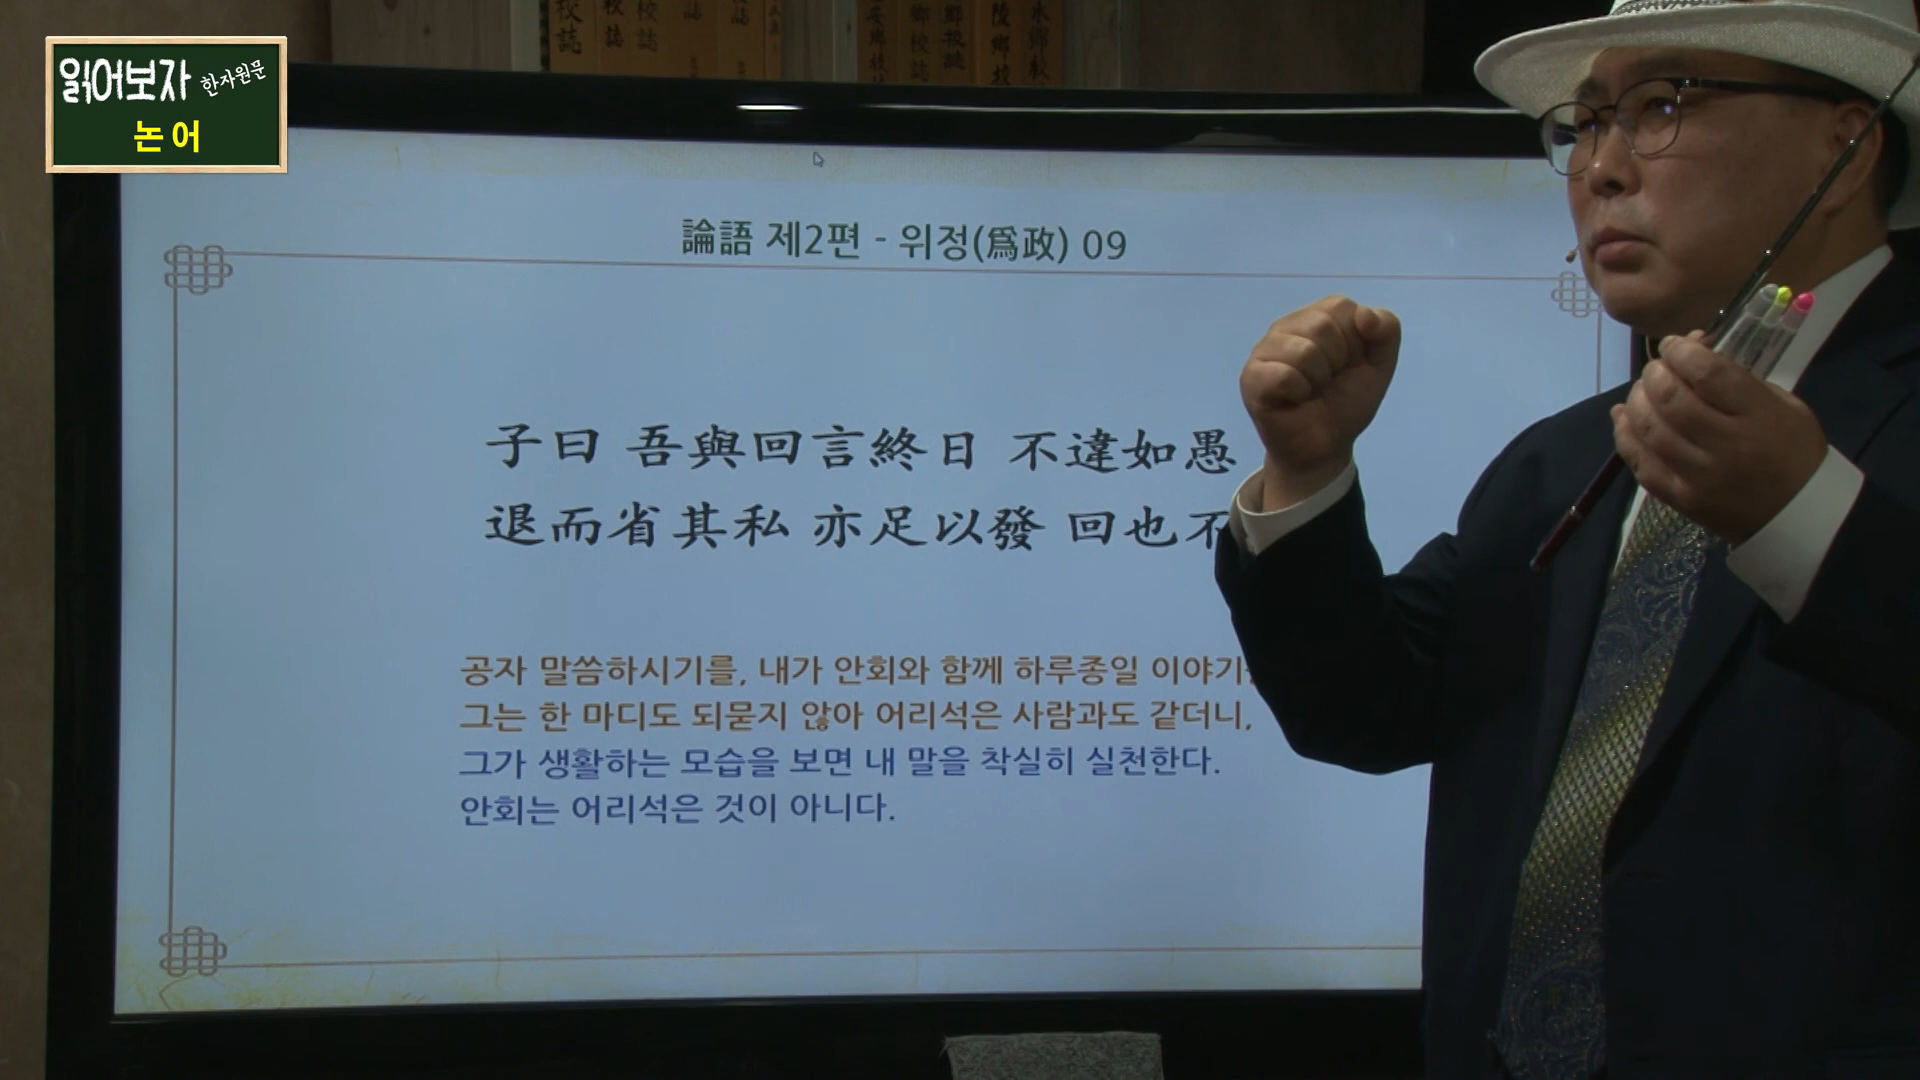 읽어보자 한자원문
논어
論語 제2편 - 위정(爲政) 09
子曰 吾與回言終日 不違如愚
退而省其私 亦足以發 回也不
공자 말씀하시기를, 내가 안회와 함께 하루종일 이야기
그는 한 마디도 되묻지 않아 어리석은 사람과도 같더니,
그가 생활하는 모습을 보면 내 말을 착실히 실천한다.
안회는 어리석은 것이 아니다.